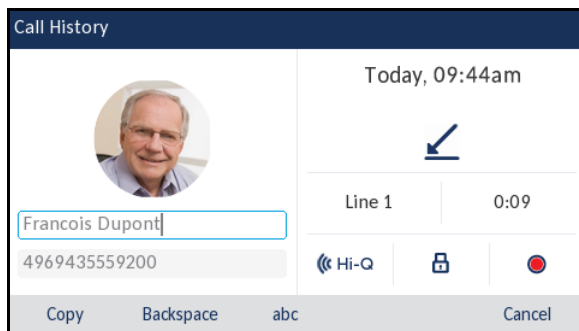 Call History
Francois Dupont
4969435559200
Today, 09:44am
Line 1 0:09
Hi-Q
Copy Backspace abc Cancel